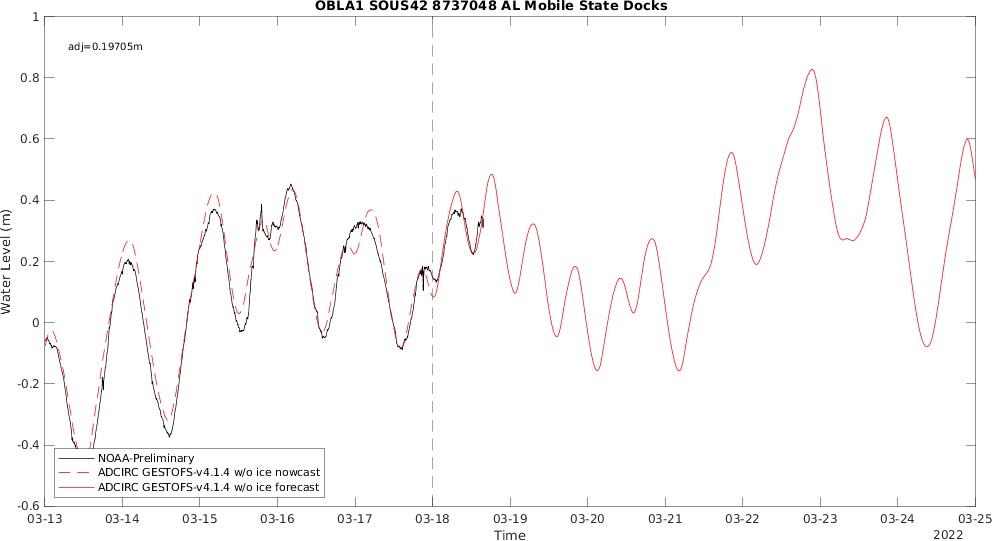 OBLA1 SOUS42 8737048 AL Mobile State Docks
adj=0.19705m
Water Level (m)
1
0.8
0.6
0.4
0.2
0
-0.2
-0.4
-0.6
NOAA-Preliminary
ADCIRC GESTOFS-v4.1.4 w/o ice nowcast
ADCIRC GESTOFS-v4.1.4 w/o ice forecast
03-13 03-14 03-15 03-16 03-17 03-18 03-19 03-20 03-21 03-22 03-23 03-24 03-25
Time
2022